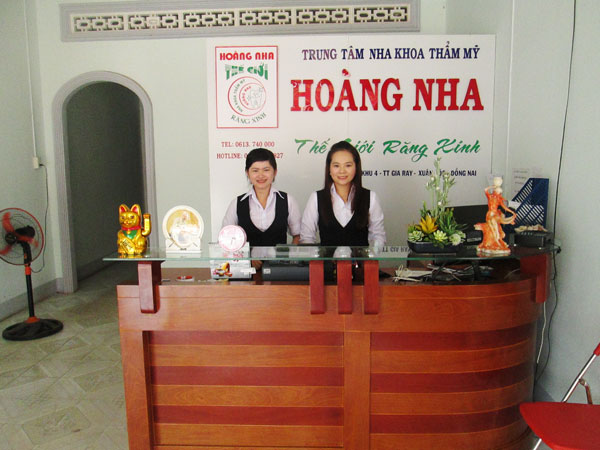 HOÀNG NHA
THẾ GIỚI
RĂNG XINH
TEL: 0613. 740 000
HOTLINE:
TRUNG TÂM NHA KHOA THẨM MỸ
HOÀNG NHA
Thế Giới Răng Xinh
KHU 4 - TT GIA RAY - XUÂN - ĐỒNG NAI